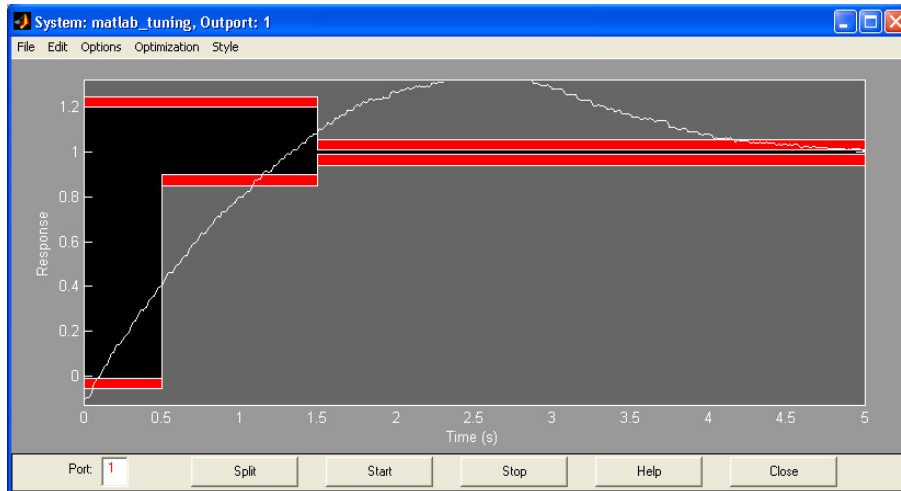 System: matlab_tuning, Outport: 1
File Edit Options Optimization Style
1.2
1
0.8
0.6
0.4
0.2
0
Response
0 0.5 1 1.5 2 2.5 3 3.5 4 4.5 5
Time (s)
Port: 1 Split Start Stop Help Close